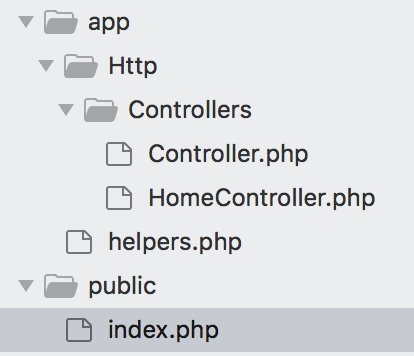 app
Http
Controllers
Controller.php
HomeController.php
helpers.php
public
index.php